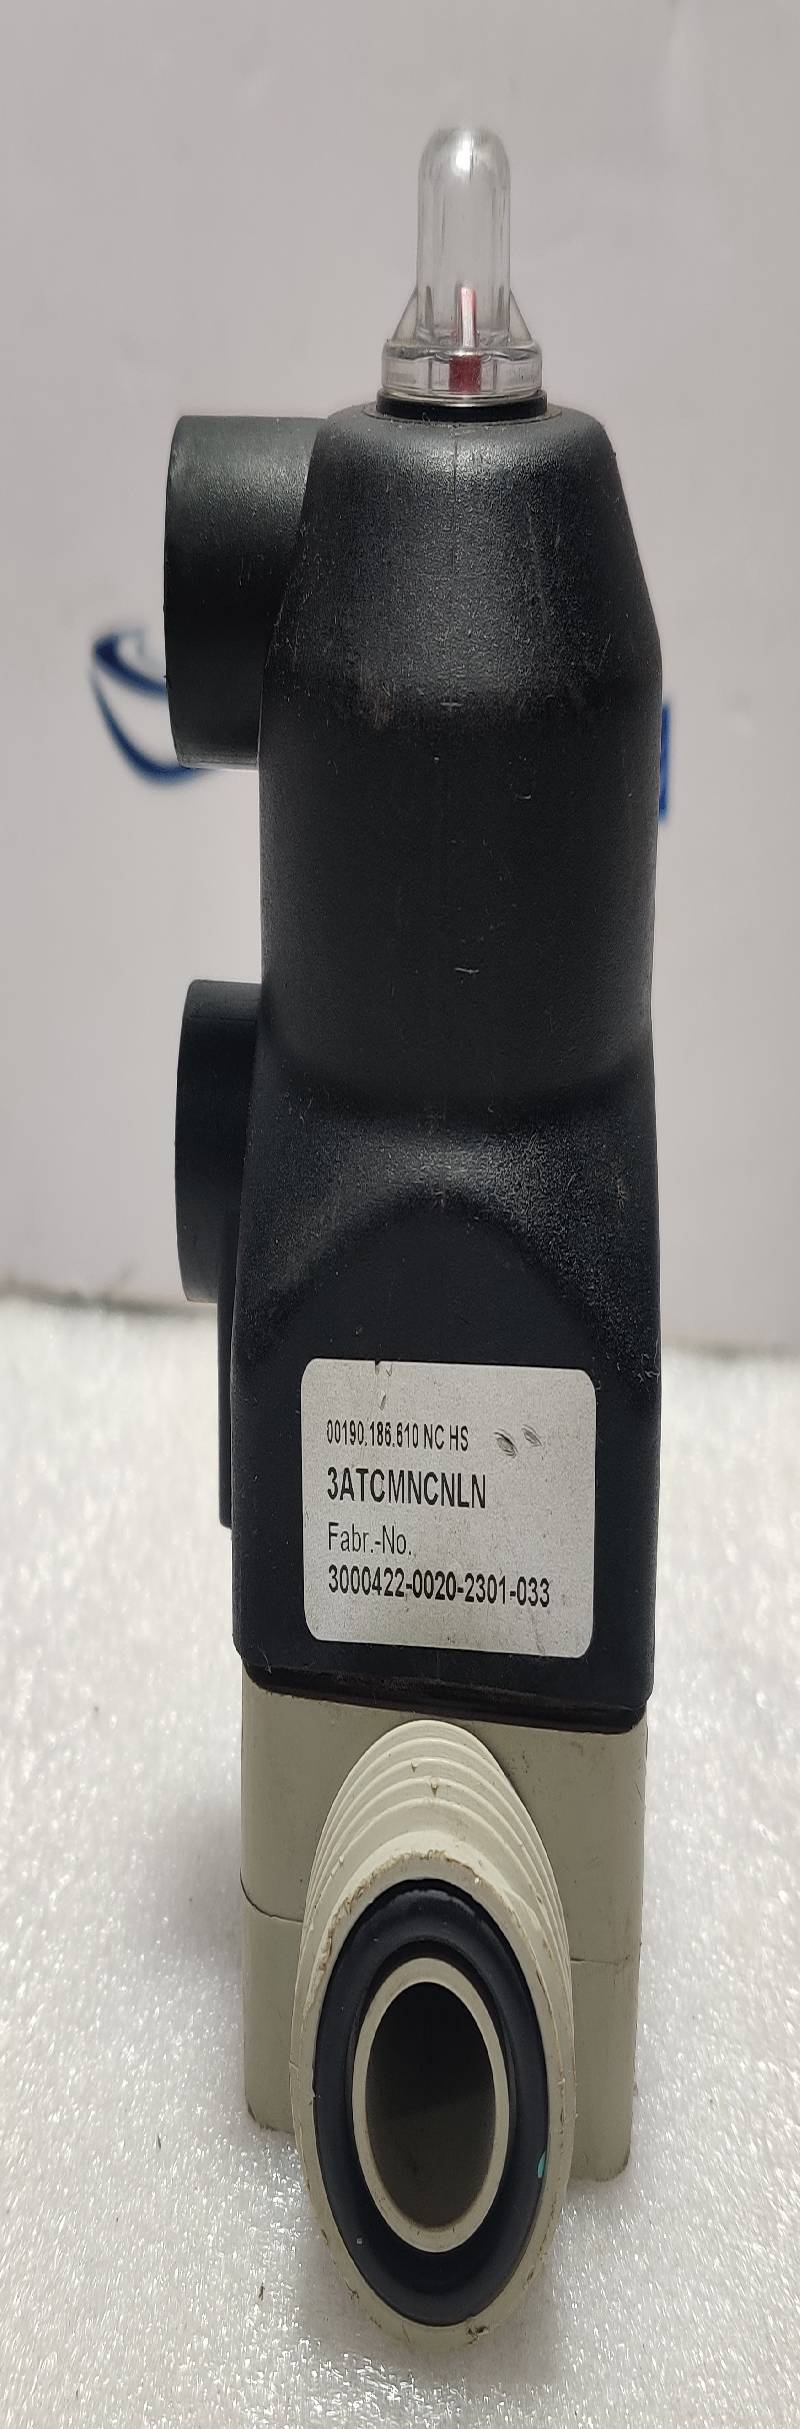 00190.186.610 NC HS
3ATCMNCNLN
Fabr.-No.
3000422-0020-2301-033